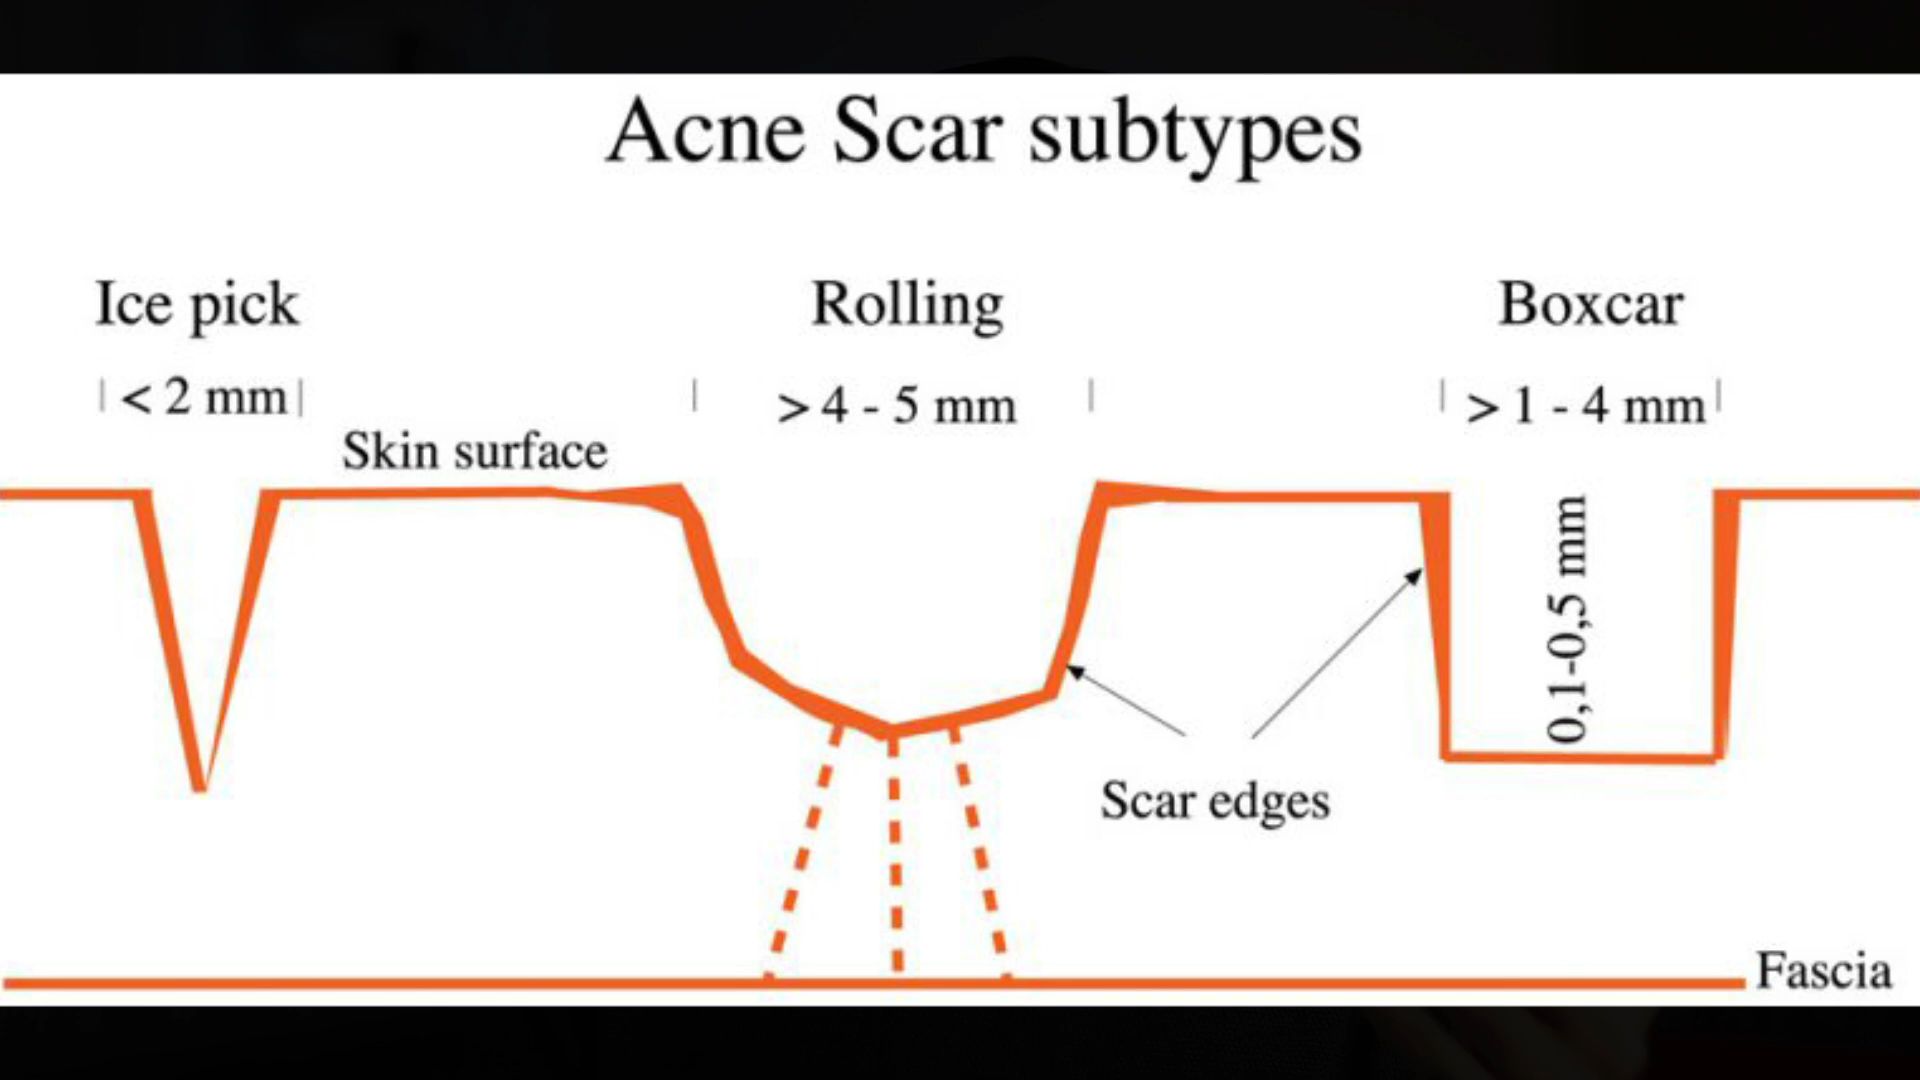 Acne Scar subtypes
Ice pick
Rolling
Boxcar
< 2 mm
> 4 - 5 mm
> 1 - 4 mm
Skin surface
0,1-0,5 mm
Scar edges
Fascia